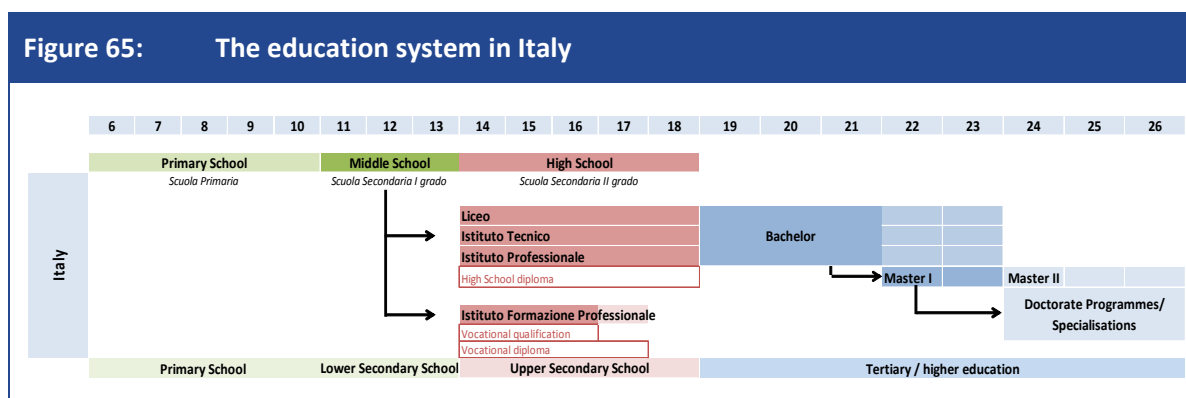 Figure 65: The education system in Italy
6 7 8 9 10 11 12 13 14 15 16 17 18 19 20 21 22 23 24 25 26
Primary School Middle School High School
Scuola Primaria Scuola Secondaria I grado Scuola Secondaria II grado
Italy
Liceo
Istituto Tecnico
Bachelor
Istituto Professionale
High School diploma
Master I Master II
Doctorate Programmes/
Specialisations
Istituto Formazione Professionale
Vocational qualification
Vocational diploma
Primary School Lower Secondary School Upper Secondary School Tertiary / higher education